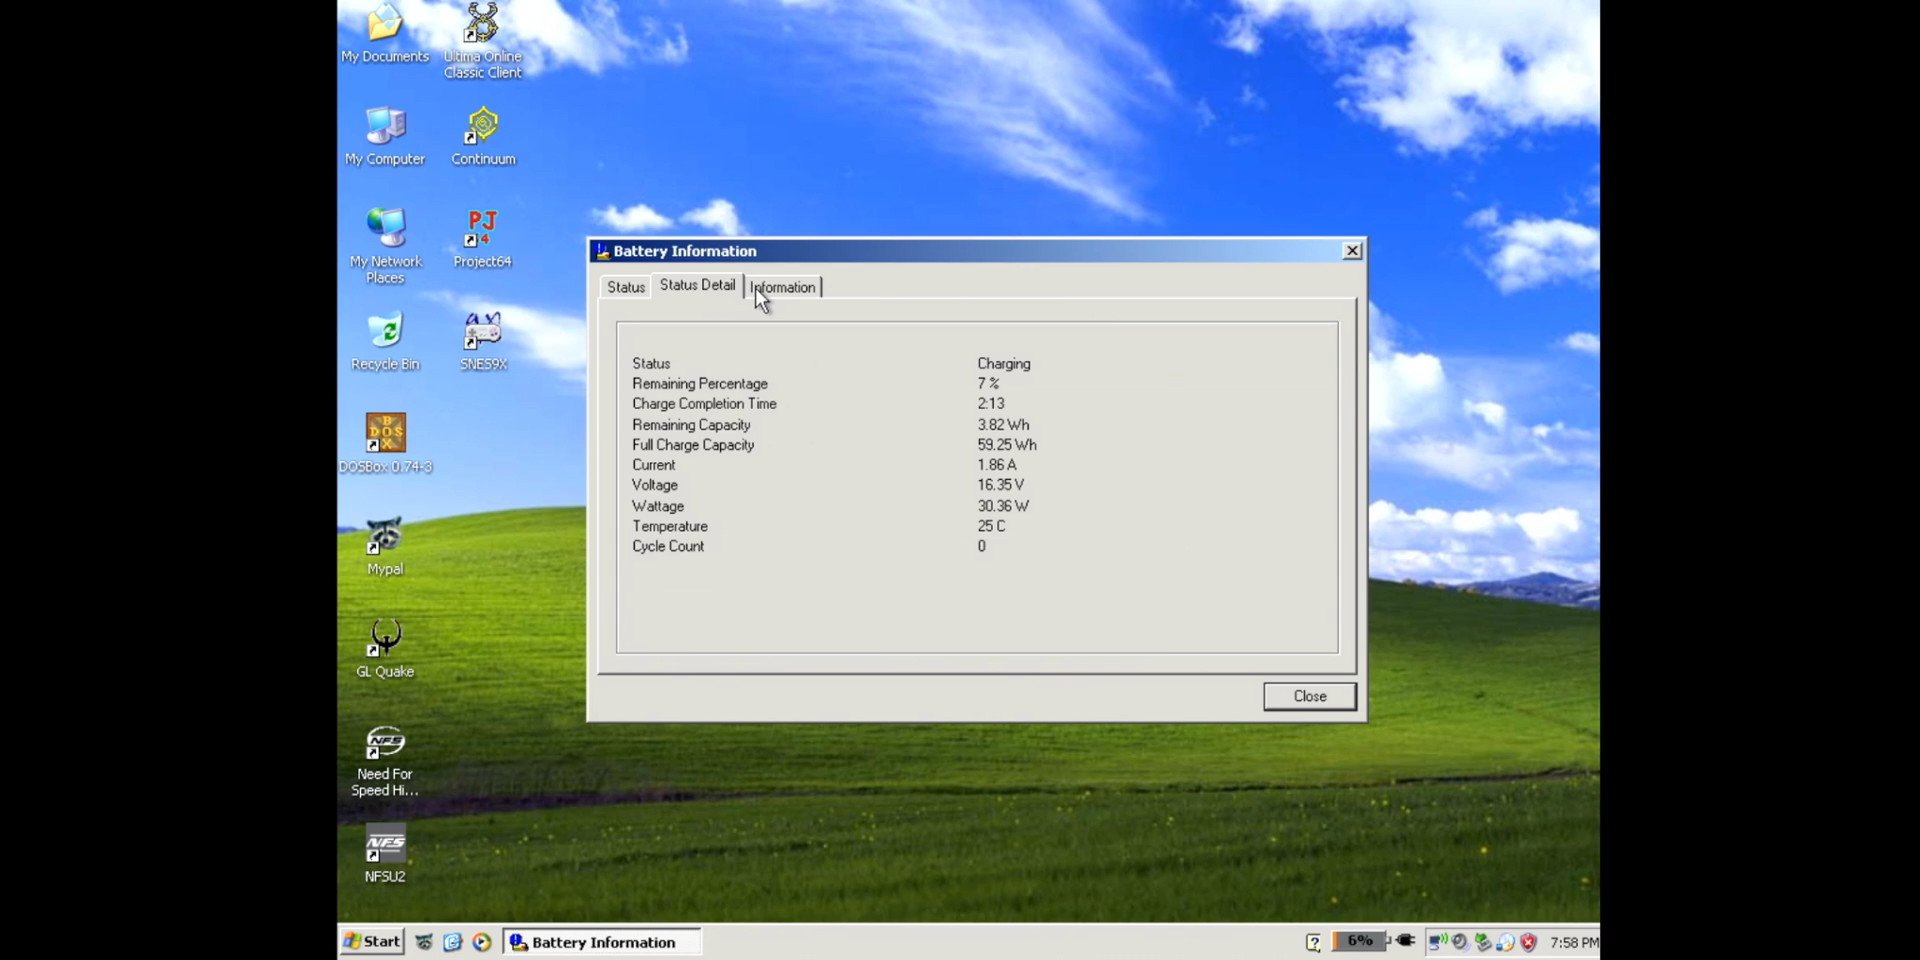 My Documents
Ultima Online
Classic Client
My Computer
Continuum
My Network
Places
PJ
64
Project64
Recycle Bin
SNES9X
DOSBox 0.74-3
Mypal
GL Quake
NFS
Need For
Speed Hi...
NFS
NFSU2
Battery Information
Status
Status Detail
Information
Status Charging
Remaining Percentage 7 %
Charge Completion Time 2:13
Remaining Capacity 3.82 Wh
Full Charge Capacity 59.25 Wh
Current 1.86 A
Voltage 16.35 V
Wattage 30.36 W
Temperature 25 C
Cycle Count 0
Close
Start
Battery Information
?
6%
7:58 PM